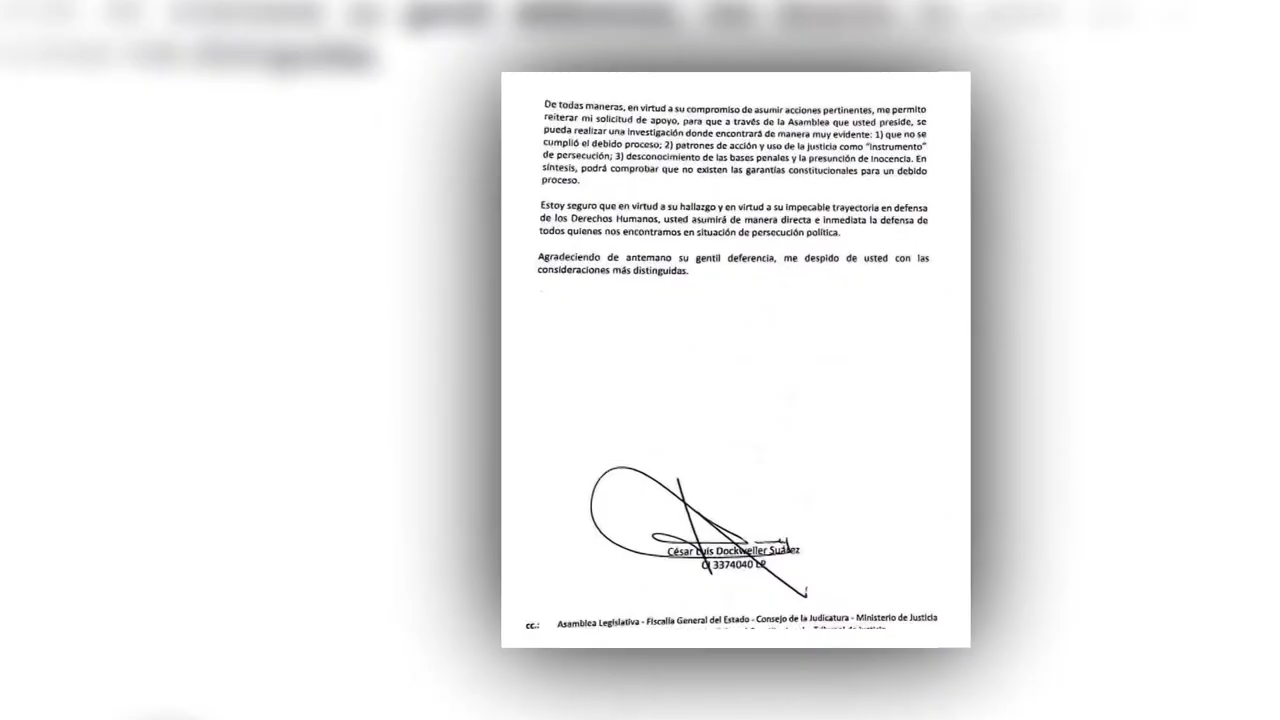 De todas maneras, en virtud a su compromiso de asumir acciones pertinentes, me permito
reiterar mi solicitud de apoyo, para que a través de la Asamblea que usted preside, se
pueda realizar una investigación donde encontrará de manera muy evidente: 1) que no se
cumplió el debido proceso; 2) patrones de acción y uso de la justicia como “instrumento”
de persecución; 3) desconocimiento de las bases penales y la presunción de inocencia. En
síntesis, podrá comprobar que no existen las garantías constitucionales para un debido
proceso.
Estoy seguro que en virtud a su hallazgo y en virtud a su impecable trayectoria en defensa
de los Derechos Humanos, usted asumirá de manera directa e inmediata la defensa de
todos quienes nos encontramos en situación de persecución política.
Agradeciendo de antemano su gentil deferencia, me despido de usted con las
consideraciones más distinguidas.
César Luis Dockweiler Suárez
CI 3374040 LP
cc.: Asamblea Legislativa - Fiscalía General del Estado - Consejo de la Judicatura - Ministerio de Justicia